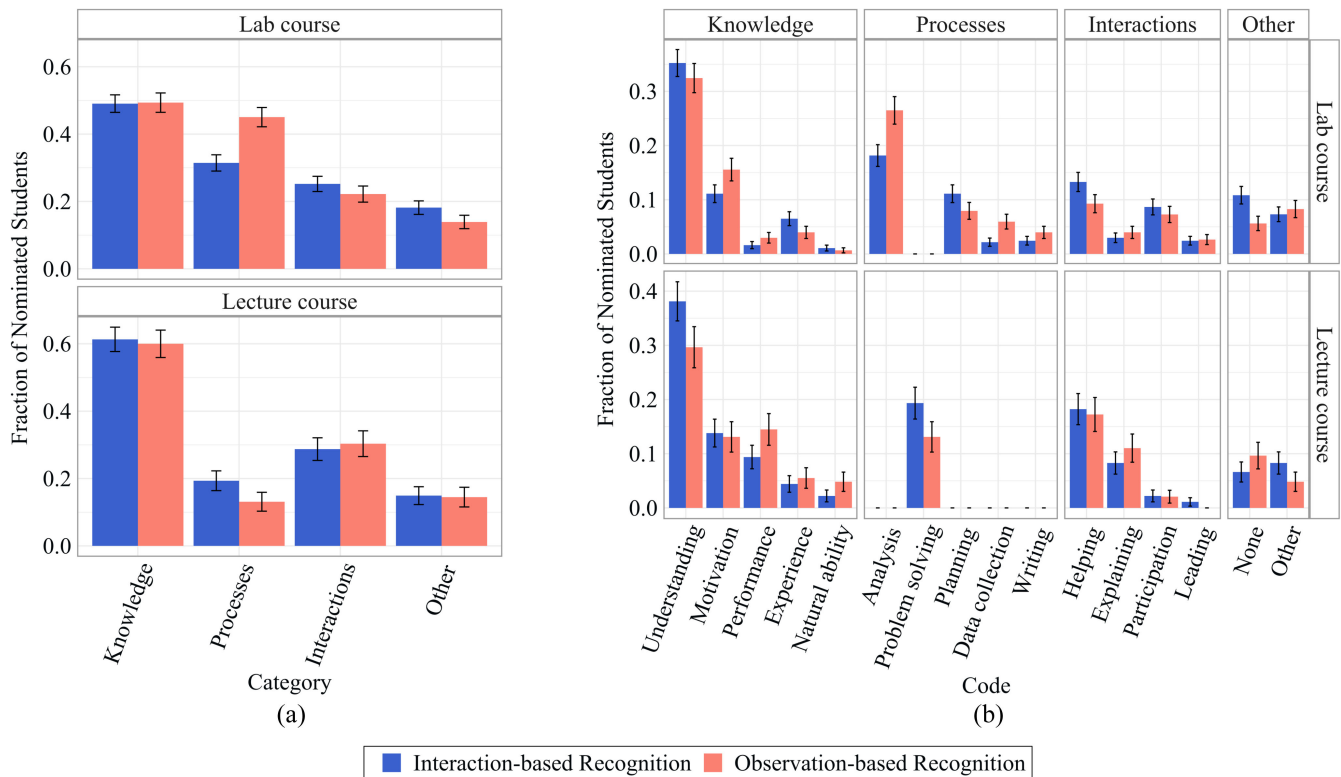 (a)
Lab course
0.6
0.4
0.2
0.0
Lecture course
0.6
0.4
0.2
0.0
Fraction of Nominated Students
Knowledge
Processes
Interactions
Other
Category
(a)
(b)
Knowledge
Processes
Interactions
Other
0.3
0.2
0.1
0.0
Lab course
0.4
0.3
0.2
0.1
0.0
Lecture course
Fraction of Nominated Students
Understanding
Motivation
Performance
Experience
Natural ability
Analysis
Problem solving
Planning
Data collection
Writing
Helping
Explaining
Participation
Leading
None
Other
Code
(b)
Interaction-based Recognition
Observation-based Recognition